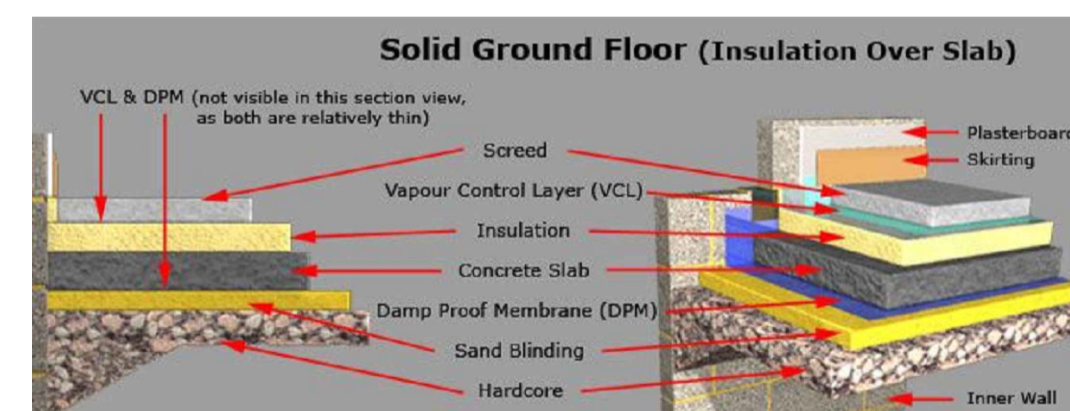 Solid Ground Floor (Insulation Over Slab)
VCL & DPM (not visible in this section view,
as both are relatively thin)
Plasterboard
Screed
Skirting
Vapour Control Layer (VCL)
Insulation
Concrete Slab
Damp Proof Membrane (DPM)
Sand Blinding
Hardcore
Inner Wall